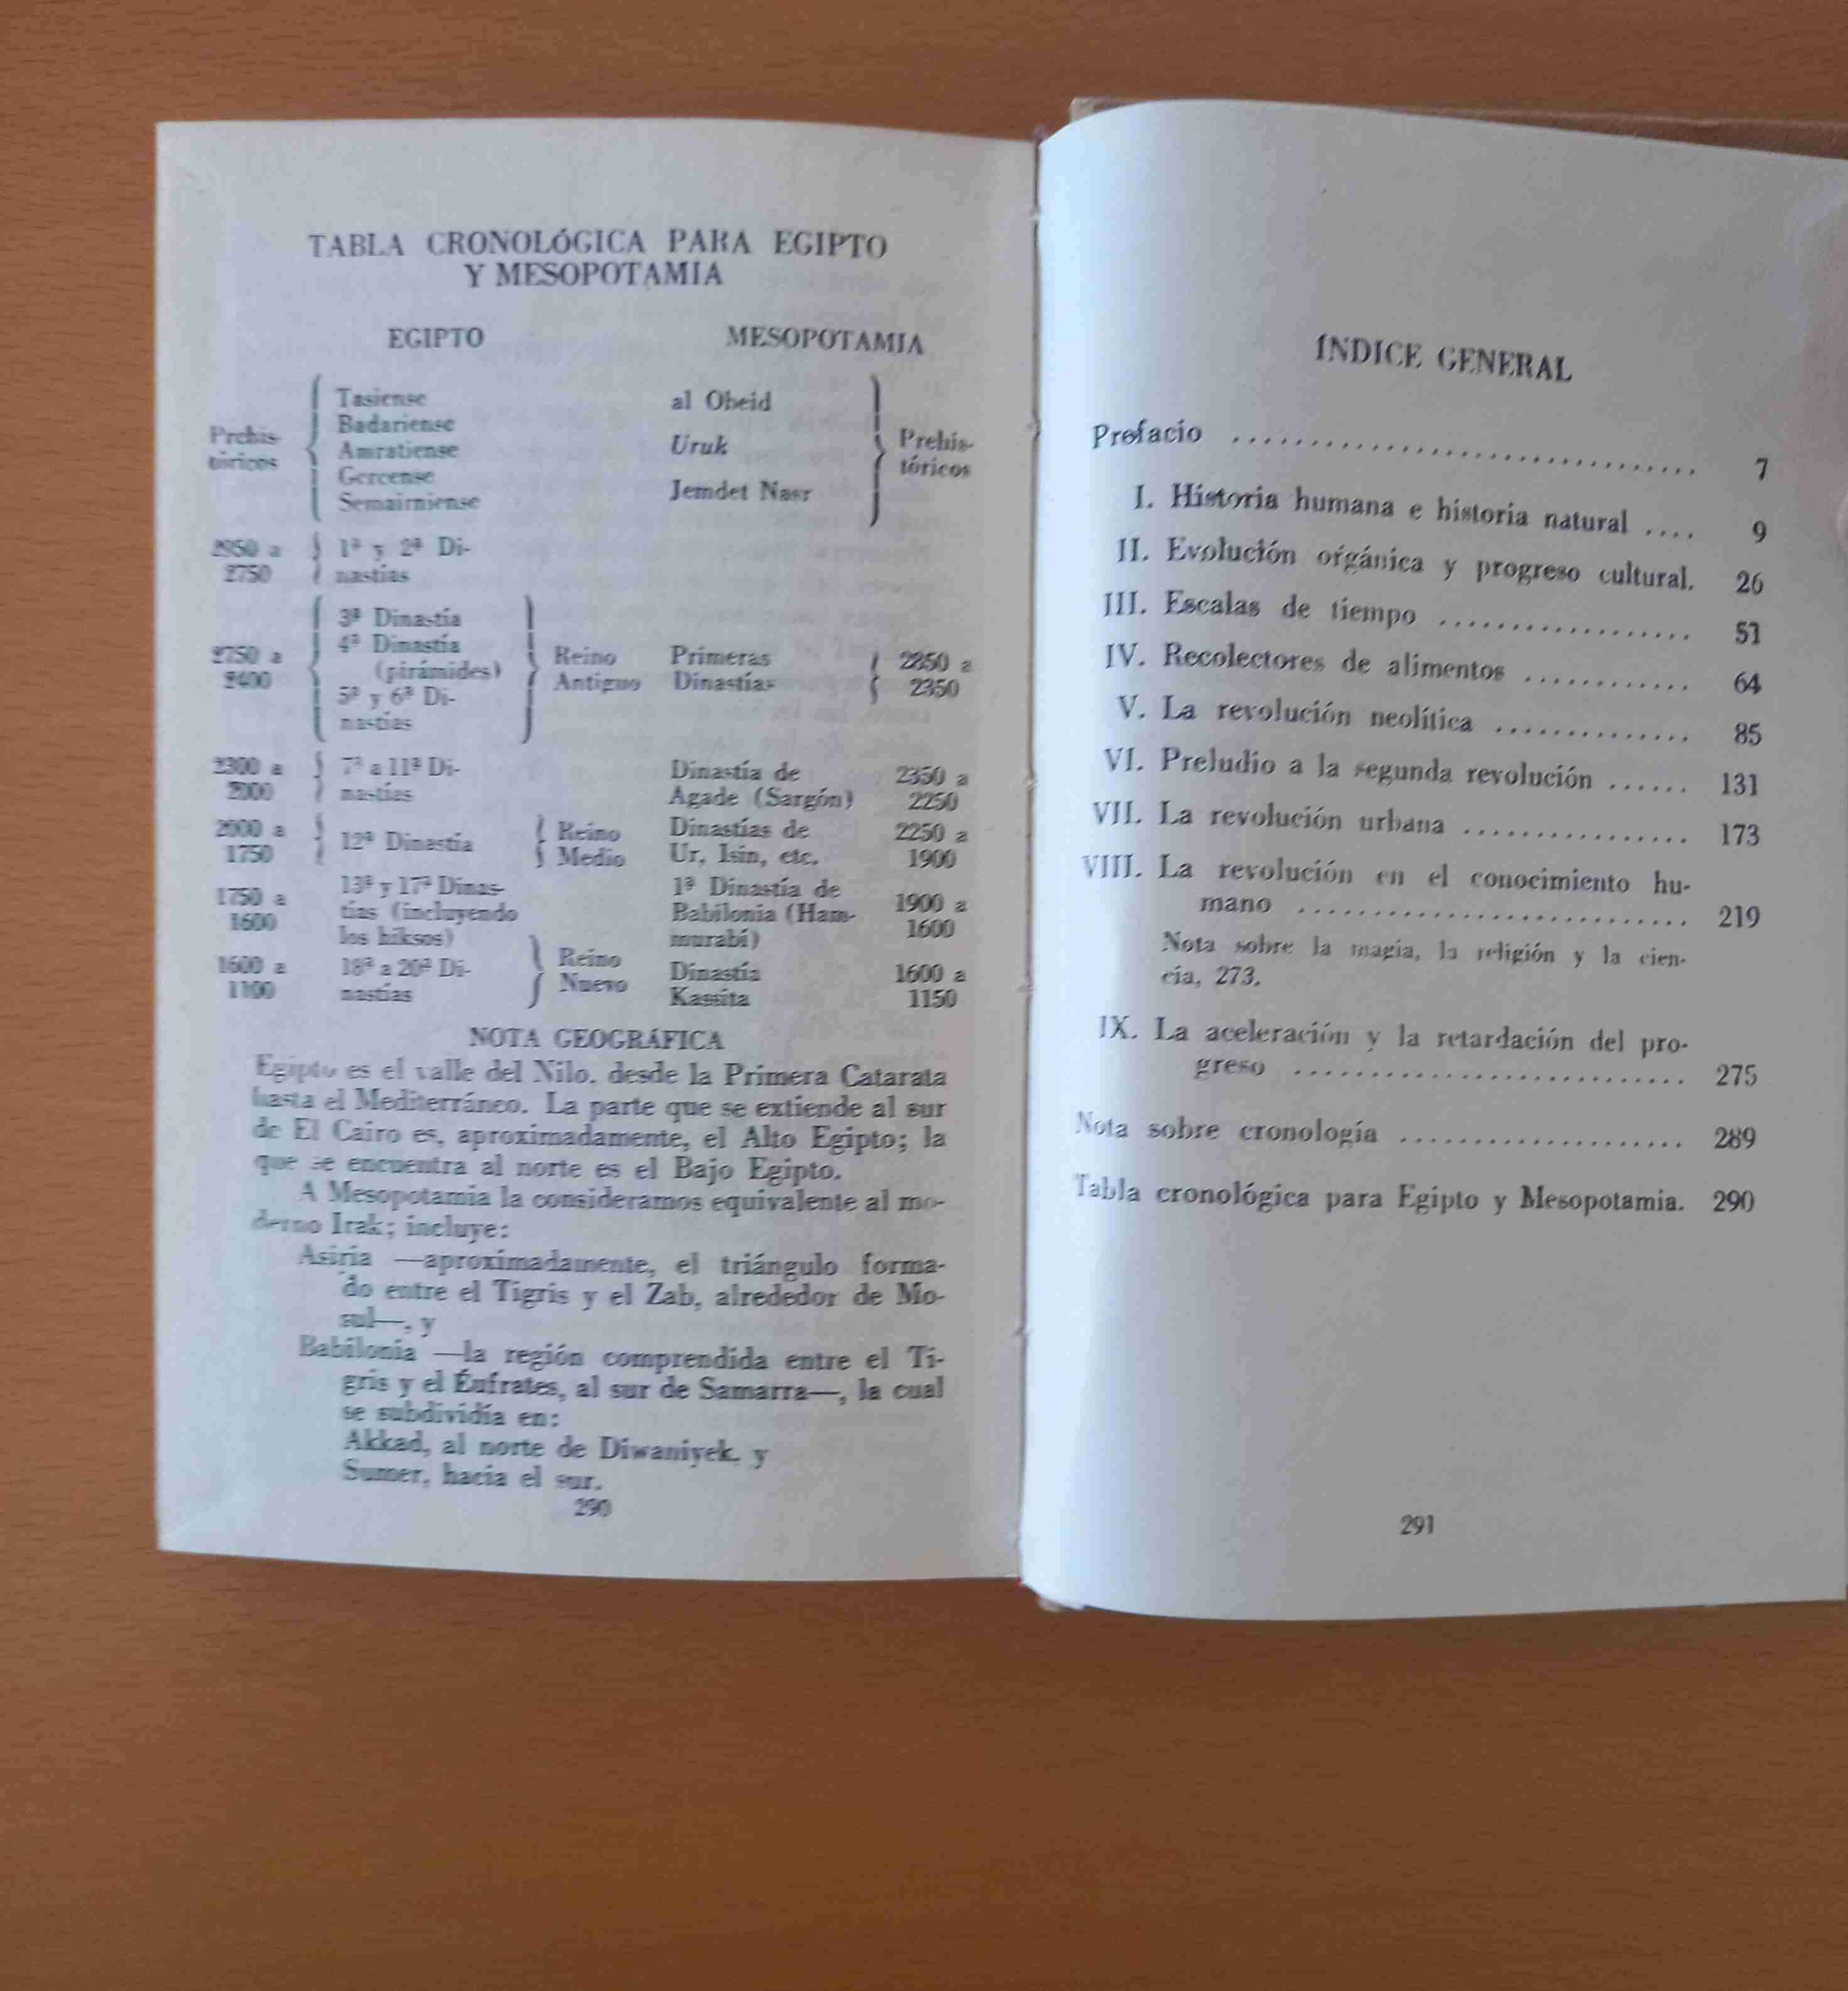 TABLA CRONOLÓGICA PARA EGIPTO
Y MESOPOTAMIA
EGIPTO MESOPOTAMIA
Prehis-
tóricos
Tasiense
Badariense
Amratiense
Gerceense
Semainiense
al Obeid
Uruk
Jemdet Nasr
Prehis-
tóricos
2950 a 1ª y 2ª Di-
2750 nastías
2750 a
2400
3ª Dinastía
4ª Dinastía
(pirámides)
5ª y 6ª Di-
nastías
Reino
Antiguo
Primeras
Dinastías
2850 a
2350
2300 a 7ª a 11ª Di-
2000 nastías
Dinastía de 2350 a
Agade (Sargón) 2250
2000 a
1750
12ª Dinastía
Reino
Medio
Dinastías de 2250 a
Ur, Isin, etc. 1900
1750 a
1600
13ª y 17ª Dinas-
tías (incluyendo
los hiksos)
1ª Dinastía de
Babilonia (Ham-
murabí)
1900 a
1600
1600 a 18ª a 20ª Di-
1100 nastías
Reino
Nuevo
Dinastía 1600 a
Kassita 1150
NOTA GEOGRÁFICA
Egipto es el valle del Nilo, desde la Primera Catarata
hasta el Mediterráneo. La parte que se extiende al sur
de El Cairo es, aproximadamente, el Alto Egipto; la
que se encuentra al norte es el Bajo Egipto.
A Mesopotamia la consideramos equivalente al mo-
derno Irak; incluye:
Asiria —aproximadamente, el triángulo forma-
do entre el Tigris y el Zab, alrededor de Mo-
sul—, y
Babilonia —la región comprendida entre el Ti-
gris y el Éufrates, al sur de Samarra—, la cual
se subdividía en:
Akkad, al norte de Diwaniyek, y
Sumer, hacia el sur.
290
ÍNDICE GENERAL
Prefacio .................................. 7
I. Historia humana e historia natural .... 9
II. Evolución orgánica y progreso cultural. 26
III. Escalas de tiempo .................. 51
IV. Recolectores de alimentos ............ 64
V. La revolución neolítica .............. 85
VI. Preludio a la segunda revolución ...... 131
VII. La revolución urbana ................ 173
VIII. La revolución en el conocimiento hu-
mano ............................ 219
Nota sobre la magia, la religión y la cien-
cia, 273.
IX. La aceleración y la retardación del pro-
greso ............................ 275
Nota sobre cronología .................... 289
Tabla cronológica para Egipto y Mesopotamia. 290
291